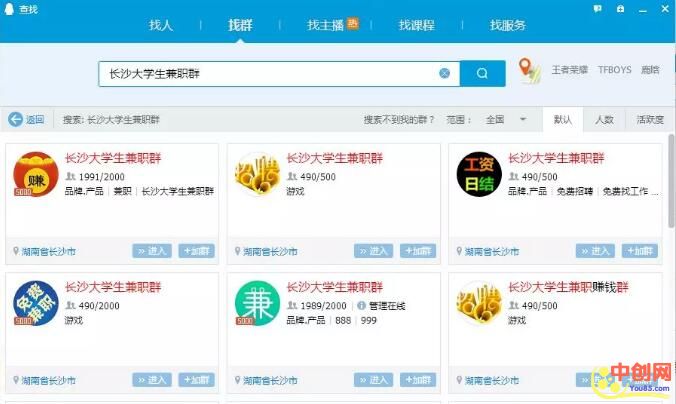 查找
找人 找群 找主播 热 找课程 找服务
长沙大学生兼职群
王者荣耀 TFBOYS 鹿晗
返回 搜索: 长沙大学生兼职群 搜索不到我的群? 范围: 全国 默认 人数 活跃度
赚
5000
长沙大学生兼职群
1991/2000
品牌,产品 | 兼职 | 长沙大学生兼职群
湖南省长沙市 进入 +加群
长沙大学生兼职群
490/500
游戏
湖南省长沙市 进入 +加群
工资
日结
长沙大学生兼职群
490/500
品牌,产品 | 免费招聘 | 免费找工作 ...
湖南省长沙市 进入 +加群
免费
兼职
5000
长沙大学生兼职群
490/2000
游戏
湖南省长沙市 进入 +加群
兼
5000
长沙大学生兼职群
1989/2000 | 管理在线
品牌,产品 | 888 | 999
湖南省长沙市 进入 +加群
长沙大学生兼职赚钱群
490/500
游戏
湖南省长沙市 +加群
中创网
You85.com